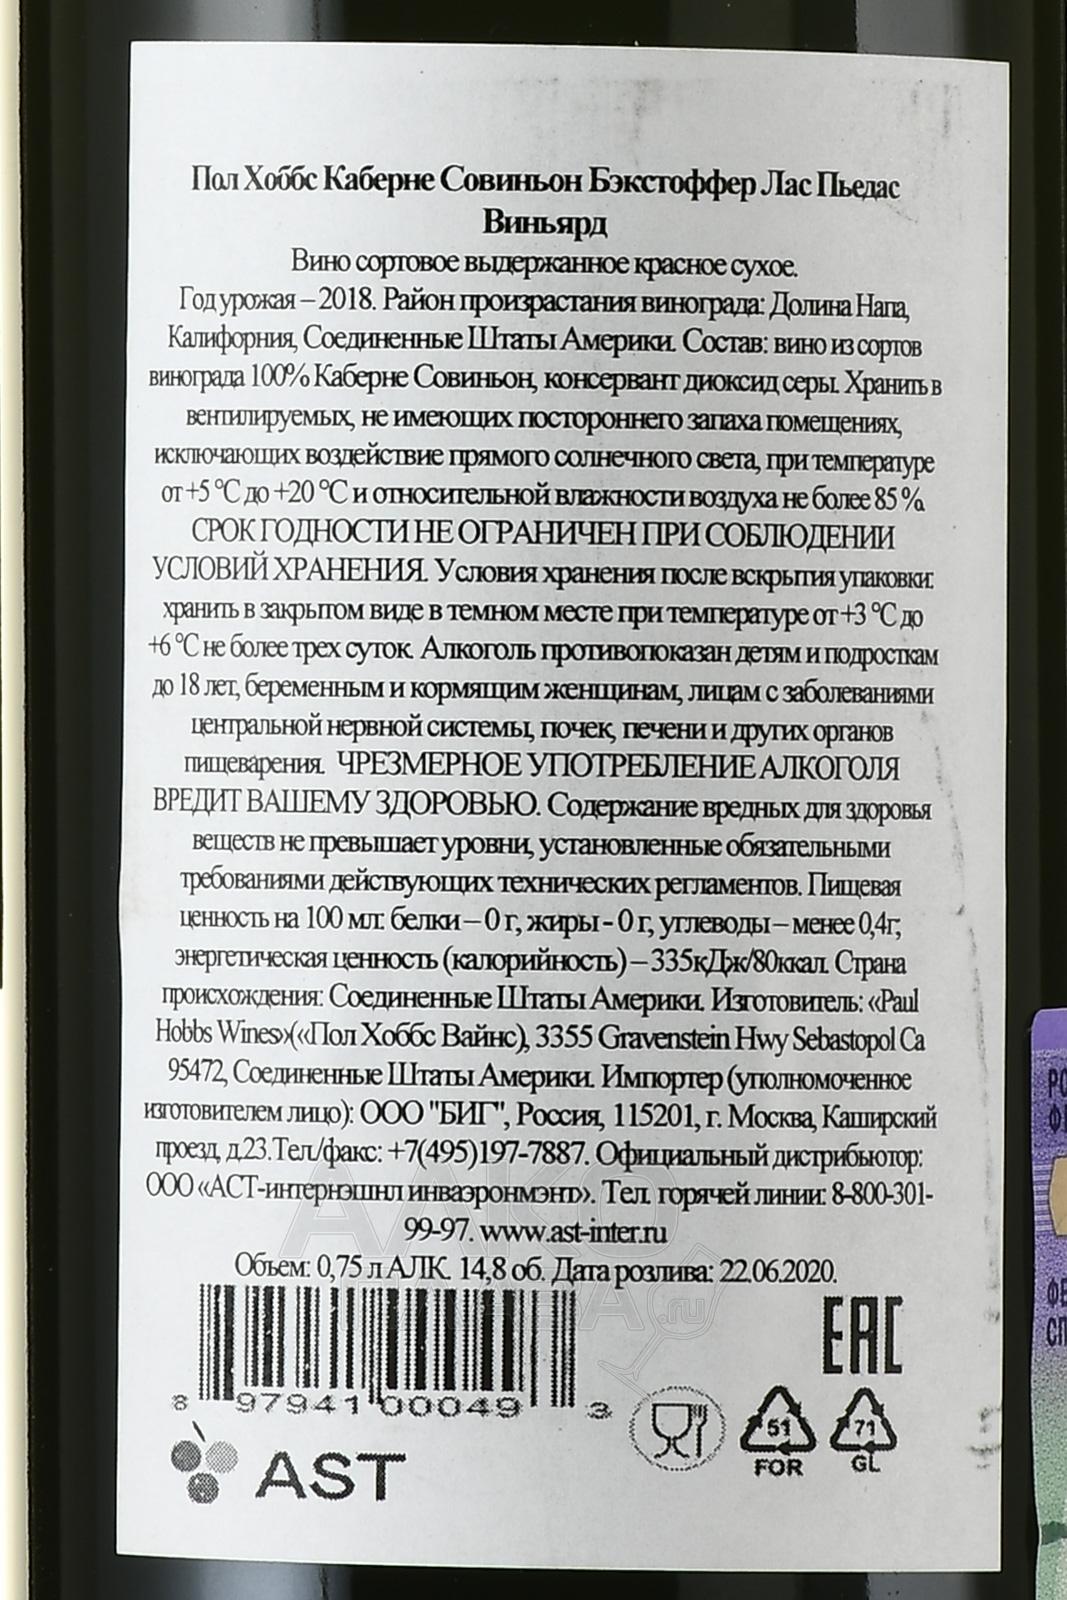 Пол Хоббс Каберне Совиньон Бэкстоффер Лас Пьедас
Виньярд
Вино сортовое выдержанное красное сухое.
Год урожая – 2018. Район произрастания винограда: Долина Напа,
Калифорния, Соединенные Штаты Америки. Состав: вино из сортов
винограда 100% Каберне Совиньон, консервант диоксид серы. Хранить в
вентилируемых, не имеющих постороннего запаха помещениях,
исключающих воздействие прямого солнечного света, при температуре
от +5 °C до +20 °C и относительной влажности воздуха не более 85 %.
СРОК ГОДНОСТИ НЕ ОГРАНИЧЕН ПРИ СОБЛЮДЕНИИ
УСЛОВИЙ ХРАНЕНИЯ. Условия хранения после вскрытия упаковки:
хранить в закрытом виде в темном месте при температуре от +3 °C до
+6 °C не более трех суток. Алкоголь противопоказан детям и подросткам
до 18 лет, беременным и кормящим женщинам, лицам с заболеваниями
центральной нервной системы, почек, печени и других органов
пищеварения. ЧРЕЗМЕРНОЕ УПОТРЕБЛЕНИЕ АЛКОГОЛЯ
ВРЕДИТ ВАШЕМУ ЗДОРОВЬЮ. Содержание вредных для здоровья
веществ не превышает уровни, установленные обязательными
требованиями действующих технических регламентов. Пищевая
ценность на 100 мл: белки – 0 г, жиры - 0 г, углеводы – менее 0,4г;
энергетическая ценность (калорийность) – 335кДж/80ккал. Страна
происхождения: Соединенные Штаты Америки. Изготовитель: «Paul
Hobbs Wines»(«Пол Хоббс Вайнс), 3355 Gravenstein Hwy Sebastopol Ca
95472, Соединенные Штаты Америки. Импортер (уполномоченное
изготовителем лицо): ООО "БИГ", Россия, 115201, г. Москва, Каширский
проезд, д.23. Тел./факс: +7(495)197-7887. Официальный дистрибьютор:
ООО «АСТ-интернэшнл инваэронмэнт». Тел. горячей линии: 8-800-301-
99-97. www.ast-inter.ru
Объем: 0,75 л АЛК. 14,8 об. Дата розлива: 22.06.2020.
ЕАС
8 97941 00049 3
51
FOR
71
GL
AST